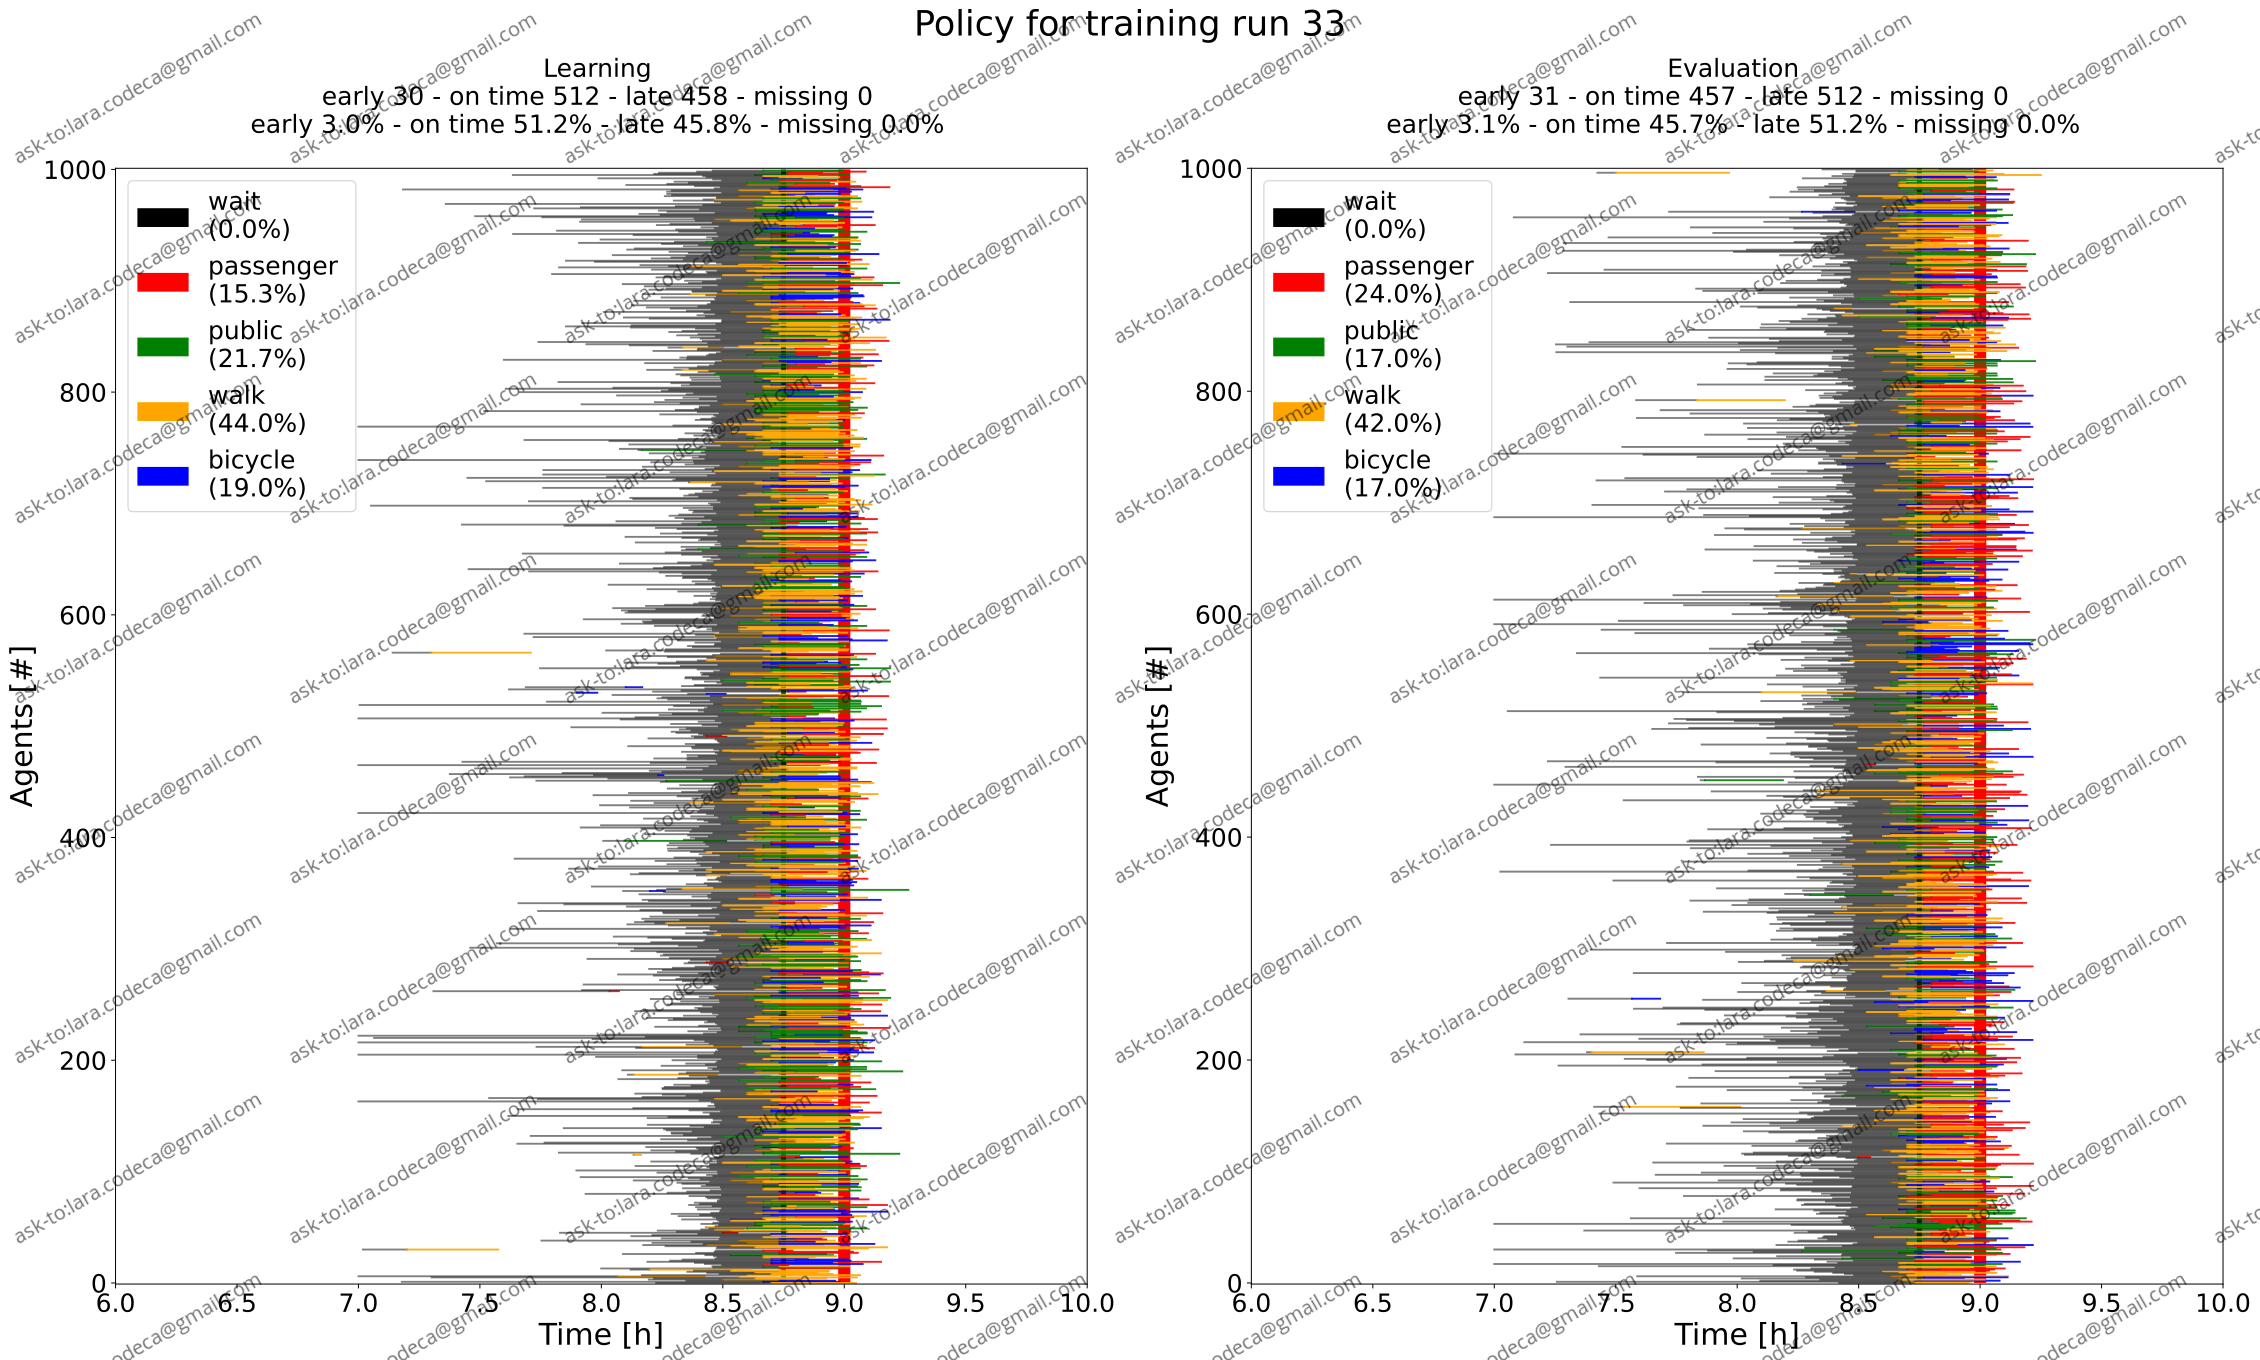 Policy for training run 33
Learning
early 30 - on time 512 - late 458 - missing 0
early 3.0% - on time 51.2% - late 45.8% - missing 0.0%
1000
800
600
400
200
0
Agents [#]
wait
(0.0%)
passenger
(15.3%)
public
(21.7%)
walk
(44.0%)
bicycle
(19.0%)
6.0 6.5 7.0 7.5 8.0 8.5 9.0 9.5 10.0
Time [h]
Evaluation
early 31 - on time 457 - late 512 - missing 0
early 3.1% - on time 45.7% - late 51.2% - missing 0.0%
1000
800
600
400
200
0
Agents [#]
wait
(0.0%)
passenger
(24.0%)
public
(17.0%)
walk
(42.0%)
bicycle
(17.0%)
6.0 6.5 7.0 7.5 8.0 8.5 9.0 9.5 10.0
Time [h]
ask-to:lara.codeca@gmail.com